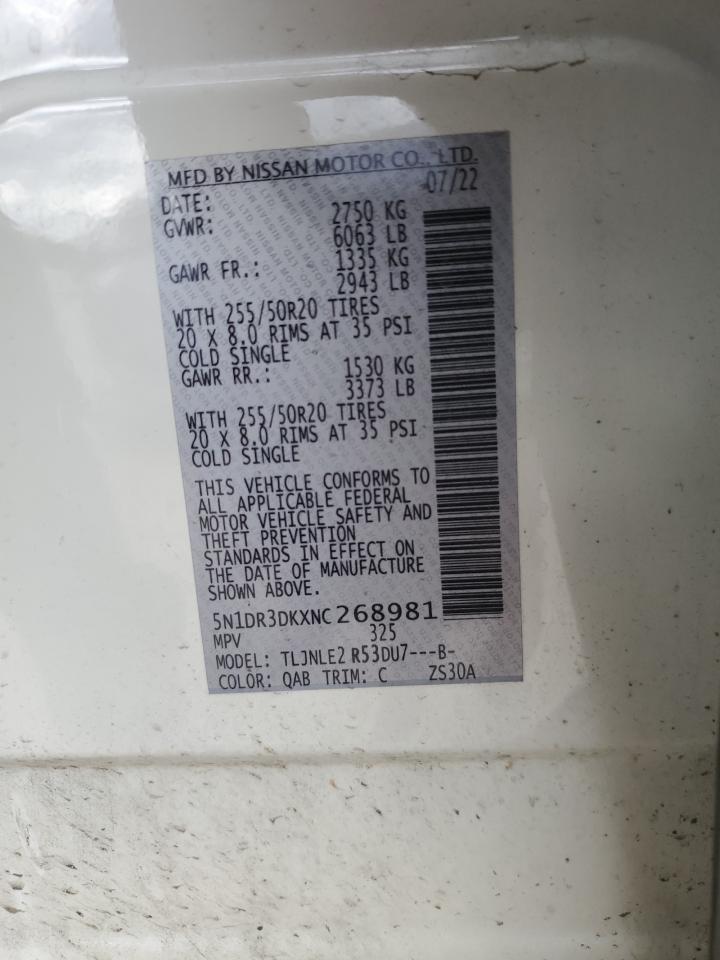 MFD BY NISSAN MOTOR CO., LTD.
DATE: 07/22
GVWR: 2750 KG
6063 LB
GAWR FR.: 1335 KG
2943 LB
WITH 255/50R20 TIRES
20 X 8.0 RIMS AT 35 PSI
COLD SINGLE
GAWR RR.: 1530 KG
3373 LB
WITH 255/50R20 TIRES
20 X 8.0 RIMS AT 35 PSI
COLD SINGLE
THIS VEHICLE CONFORMS TO
ALL APPLICABLE FEDERAL
MOTOR VEHICLE SAFETY AND
THEFT PREVENTION
STANDARDS IN EFFECT ON
THE DATE OF MANUFACTURE
SHOWN ABOVE.
5N1DR3DKXNC268981
MPV 325
MODEL: TLJNLE2 R53DU7---B-
COLOR: QAB TRIM: C ZS30A